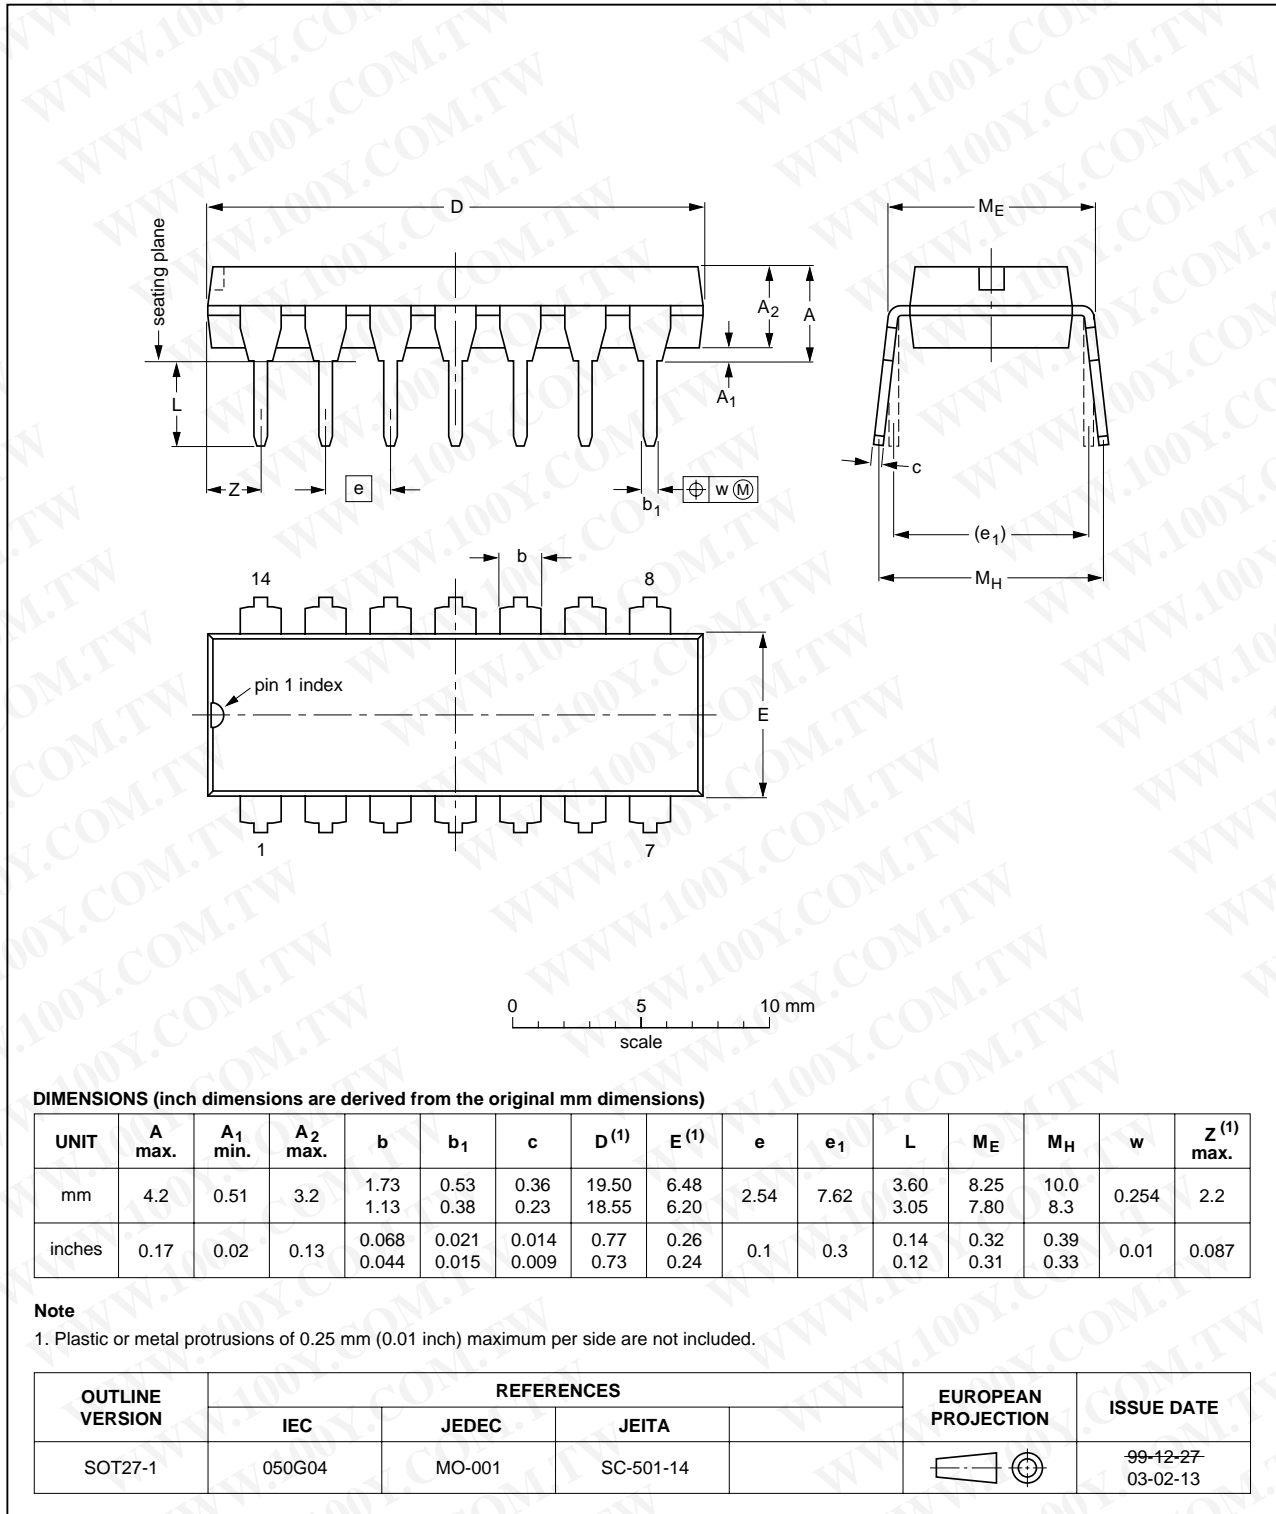 D
ME
seating plane
A2
A
A1
L
Z
e
b1
w M
c
(e1)
MH
b
14
8
pin 1 index
E
1
7
0 5 10 mm
scale
DIMENSIONS (inch dimensions are derived from the original mm dimensions)
UNIT A max. A1 min. A2 max. b b1 c D(1) E(1) e e1 L ME MH w Z(1) max.
mm 4.2 0.51 3.2 1.73 1.13 0.53 0.38 0.36 0.23 19.50 18.55 6.48 6.20 2.54 7.62 3.60 3.05 8.25 7.80 10.0 8.3 0.254 2.2
inches 0.17 0.02 0.13 0.068 0.044 0.021 0.015 0.014 0.009 0.77 0.73 0.26 0.24 0.1 0.3 0.14 0.12 0.32 0.31 0.39 0.33 0.01 0.087
Note
1. Plastic or metal protrusions of 0.25 mm (0.01 inch) maximum per side are not included.
OUTLINE VERSION REFERENCES EUROPEAN PROJECTION ISSUE DATE
IEC JEDEC JEITA
SOT27-1 050G04 MO-001 SC-501-14 99-12-27
03-02-13
WWW.100Y.COM.TW